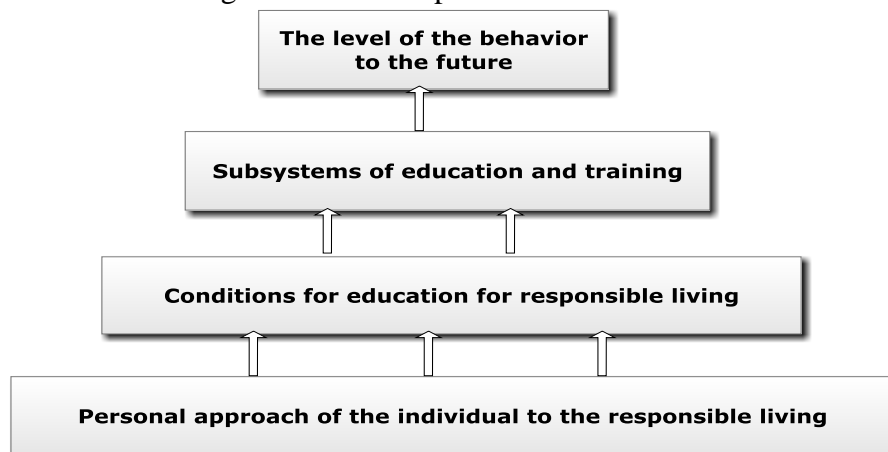 The level of the behavior
to the future
Subsystems of education and training
Conditions for education for responsible living
Personal approach of the individual to the responsible living